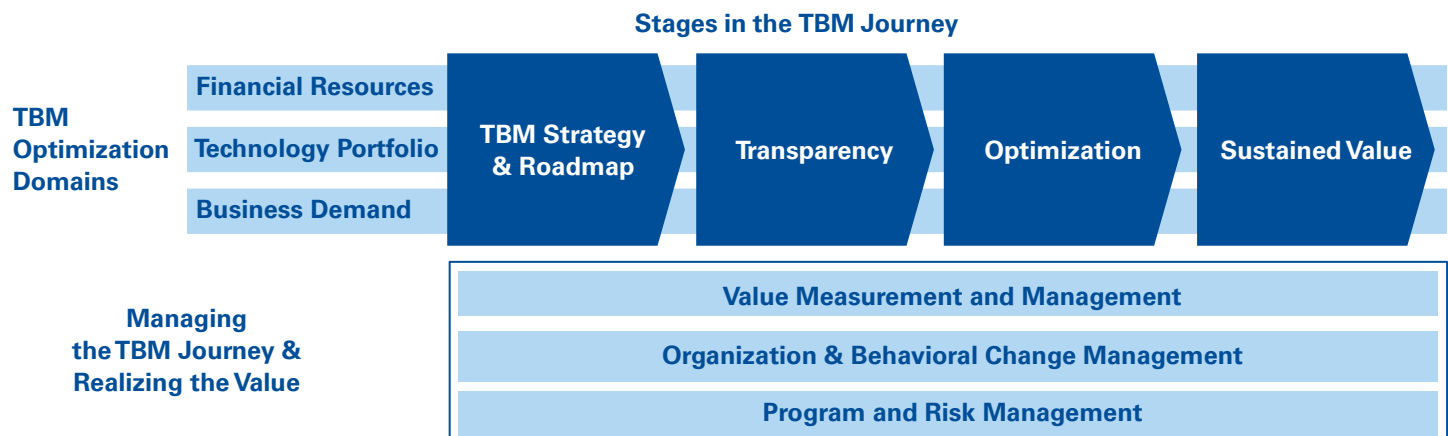 Stages in the TBM Journey
TBM
Optimization
Domains
Financial Resources
Technology Portfolio
Business Demand
TBM Strategy
& Roadmap
Transparency
Optimization
Sustained Value
Managing
the TBM Journey &
Realizing the Value
Value Measurement and Management
Organization & Behavioral Change Management
Program and Risk Management